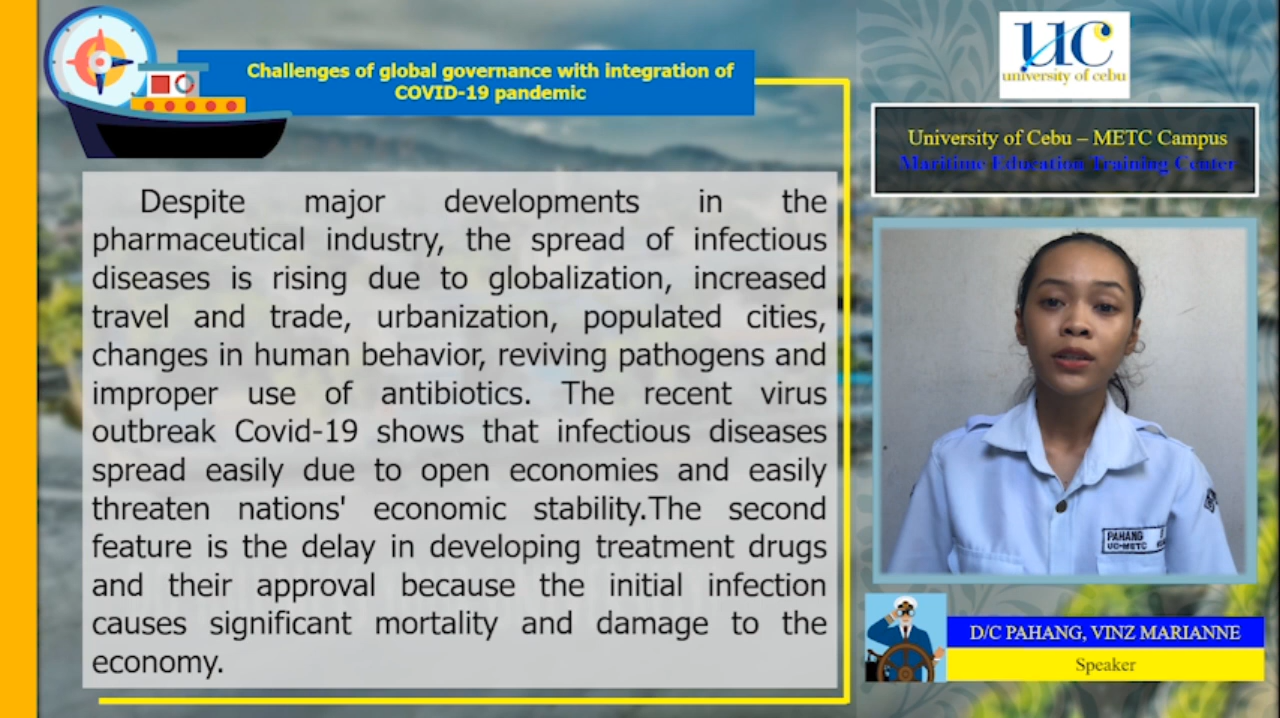 Challenges of global governance with integration of
COVID-19 pandemic
Despite major developments in the
pharmaceutical industry, the spread of infectious
diseases is rising due to globalization, increased
travel and trade, urbanization, populated cities,
changes in human behavior, reviving pathogens and
improper use of antibiotics. The recent virus
outbreak Covid-19 shows that infectious diseases
spread easily due to open economies and easily
threaten nations' economic stability.The second
feature is the delay in developing treatment drugs
and their approval because the initial infection
causes significant mortality and damage to the
economy.
UC
university of cebu
University of Cebu – METC Campus
Maritime Education Training Center
PAHANG
UC-METC
D/C PAHANG, VINZ MARIANNE
Speaker